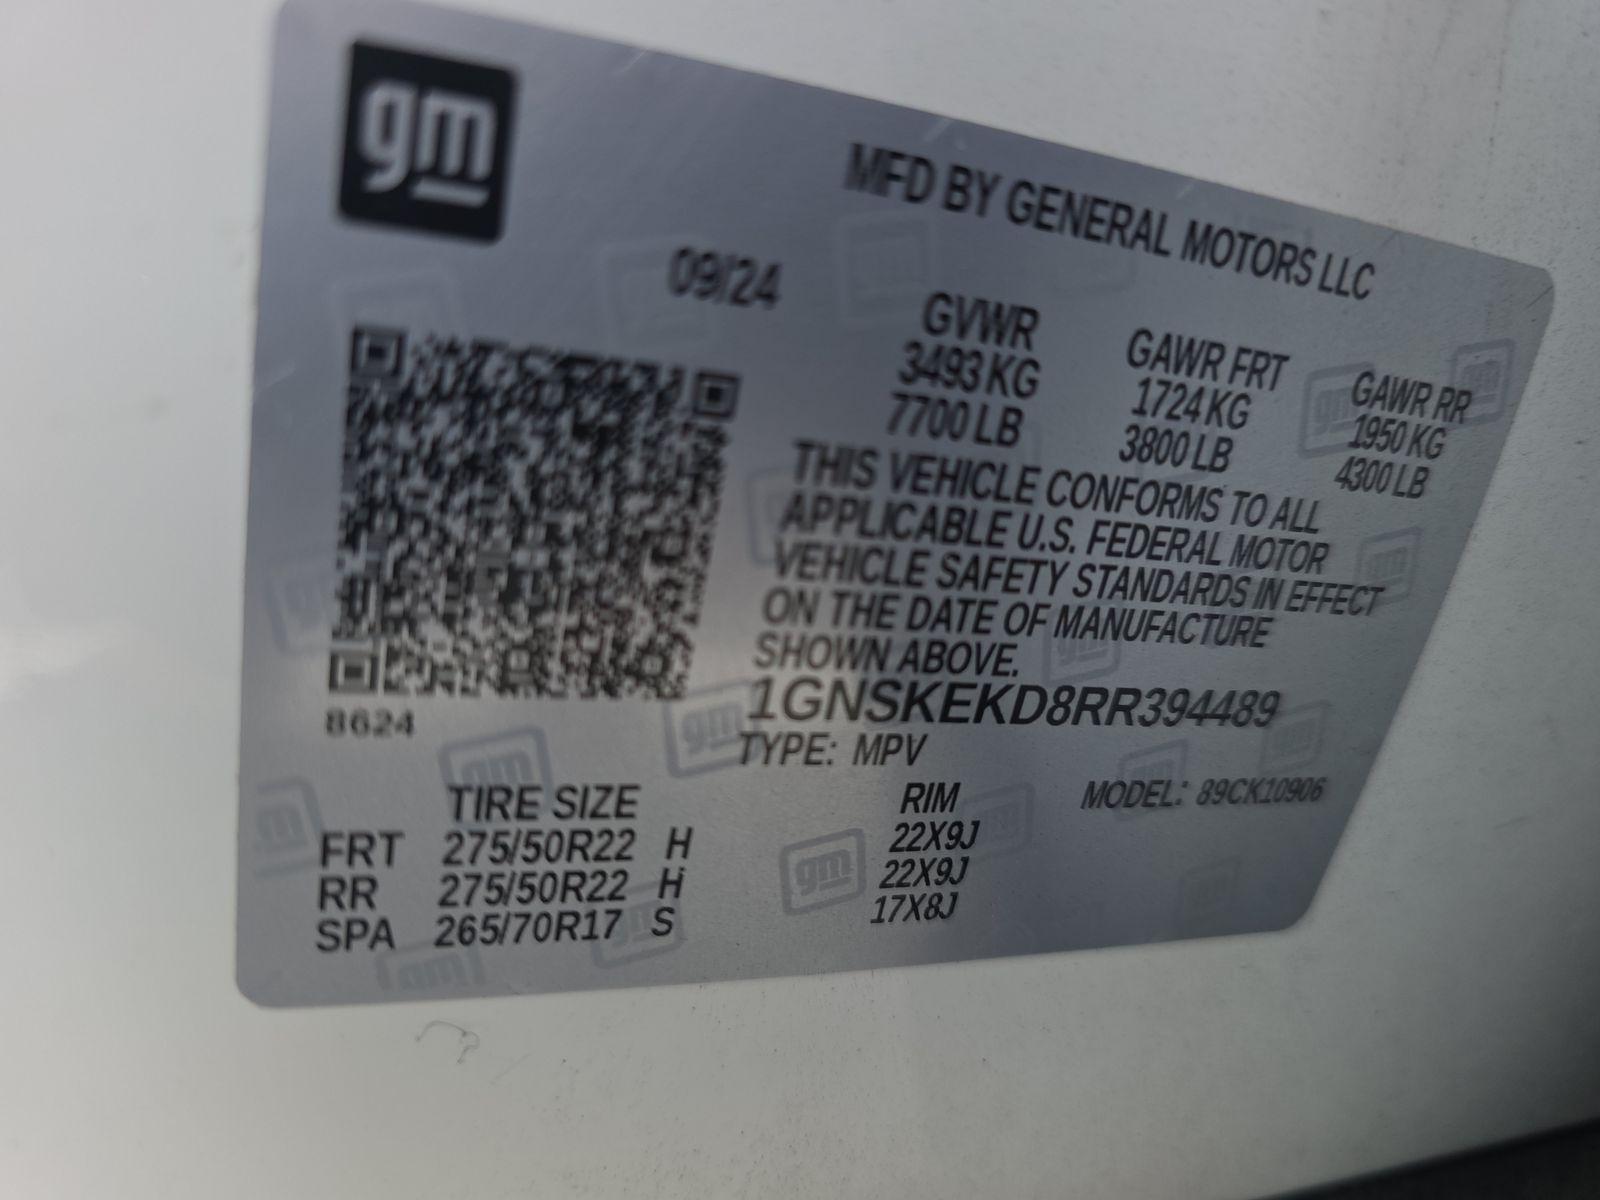 gm
MFD BY GENERAL MOTORS LLC
09/24
GVWR GAWR FRT GAWR RR
3493 KG 1724 KG 1950 KG
7700 LB 3800 LB 4300 LB
THIS VEHICLE CONFORMS TO ALL
APPLICABLE U.S. FEDERAL MOTOR
VEHICLE SAFETY STANDARDS IN EFFECT
ON THE DATE OF MANUFACTURE
SHOWN ABOVE.
1GNSKEKD8RR394489
8624
TYPE: MPV MODEL: 89CK10906
TIRE SIZE RIM
FRT 275/50R22 H 22X9J
RR 275/50R22 H 22X9J
SPA 265/70R17 S 17X8J